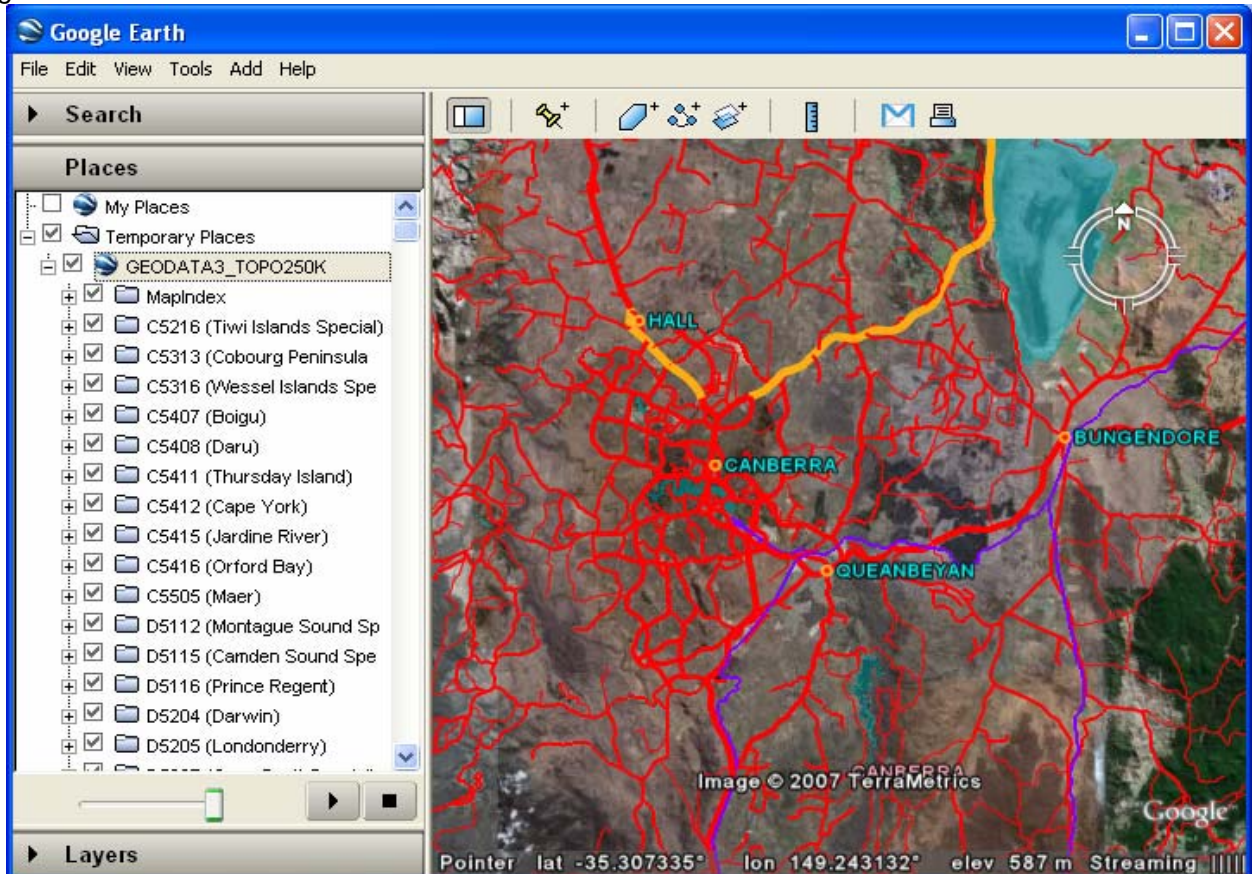 Google Earth
File Edit View Tools Add Help
Search
Places
My Places
Temporary Places
GEODATA3_TOPO250K
MapIndex
C5216 (Tiwi Islands Special)
C5313 (Cobourg Peninsula
C5316 (Wessel Islands Spe
C5407 (Boigu)
C5408 (Daru)
C5411 (Thursday Island)
C5412 (Cape York)
C5415 (Jardine River)
C5416 (Orford Bay)
C5505 (Maer)
D5112 (Montague Sound Sp
D5115 (Camden Sound Spe
D5116 (Prince Regent)
D5204 (Darwin)
D5205 (Londonderry)
Layers
N
HALL
BUNGENDORE
CANBERRA
QUEANBEYAN
CANBERRA
Image © 2007 TerraMetrics
Google
Pointer lat -35.307335° lon 149.243132° elev 587 m Streaming |||||